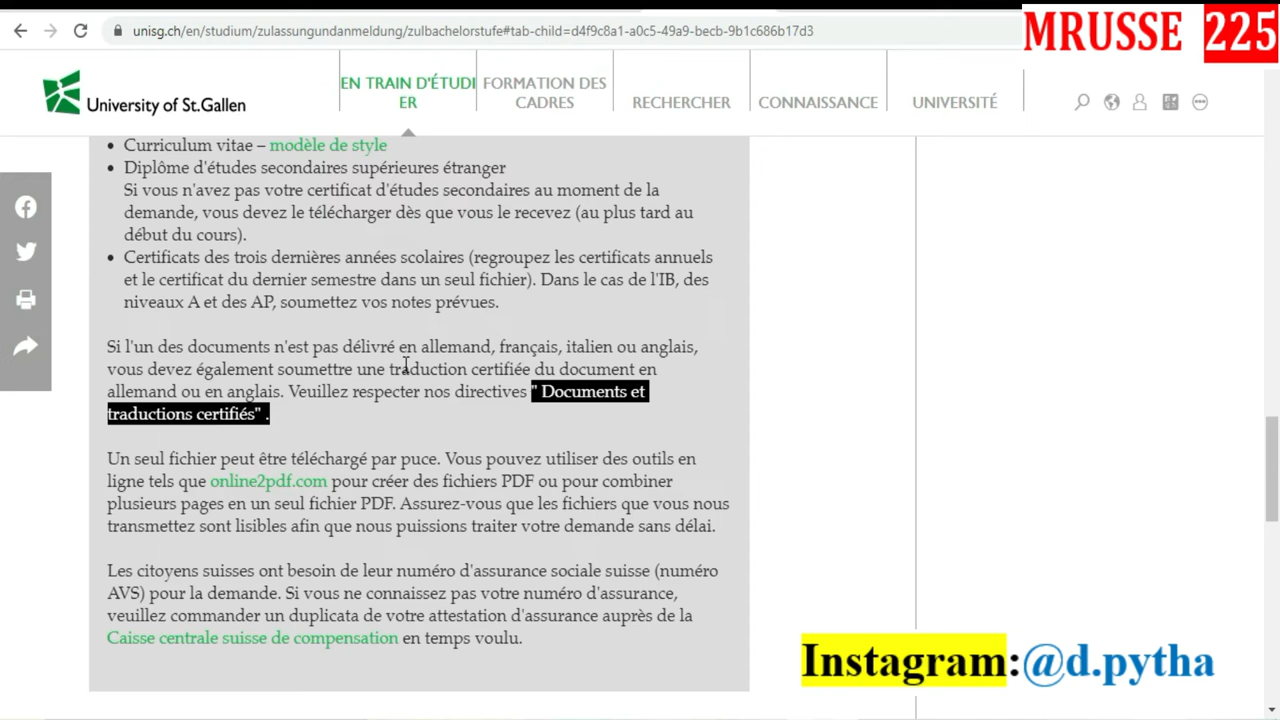 unisg.ch/en/studium/zulassungundanmeldung/zulbachelorstufe#tab-child=d4f9c8a1-a0c5-49a9-becb-9b1c686b17d3
MRUSSE 225
University of St.Gallen
EN TRAIN D'ÉTUDI
ER
FORMATION DES
CADRES
RECHERCHER
CONNAISSANCE
UNIVERSITÉ
• Curriculum vitae – modèle de style
• Diplôme d'études secondaires supérieures étranger
Si vous n'avez pas votre certificat d'études secondaires au moment de la
demande, vous devez le télécharger dès que vous le recevez (au plus tard au
début du cours).
• Certificats des trois dernières années scolaires (regroupez les certificats annuels
et le certificat du dernier semestre dans un seul fichier). Dans le cas de l'IB, des
niveaux A et des AP, soumettez vos notes prévues.
Si l'un des documents n'est pas délivré en allemand, français, italien ou anglais,
vous devez également soumettre une traduction certifiée du document en
allemand ou en anglais. Veuillez respecter nos directives " Documents et
traductions certifiés" .
Un seul fichier peut être téléchargé par puce. Vous pouvez utiliser des outils en
ligne tels que online2pdf.com pour créer des fichiers PDF ou pour combiner
plusieurs pages en un seul fichier PDF. Assurez-vous que les fichiers que vous nous
transmettez sont lisibles afin que nous puissions traiter votre demande sans délai.
Les citoyens suisses ont besoin de leur numéro d'assurance sociale suisse (numéro
AVS) pour la demande. Si vous ne connaissez pas votre numéro d'assurance,
veuillez commander un duplicata de votre attestation d'assurance auprès de la
Caisse centrale suisse de compensation en temps voulu.
Instagram:@d.pytha